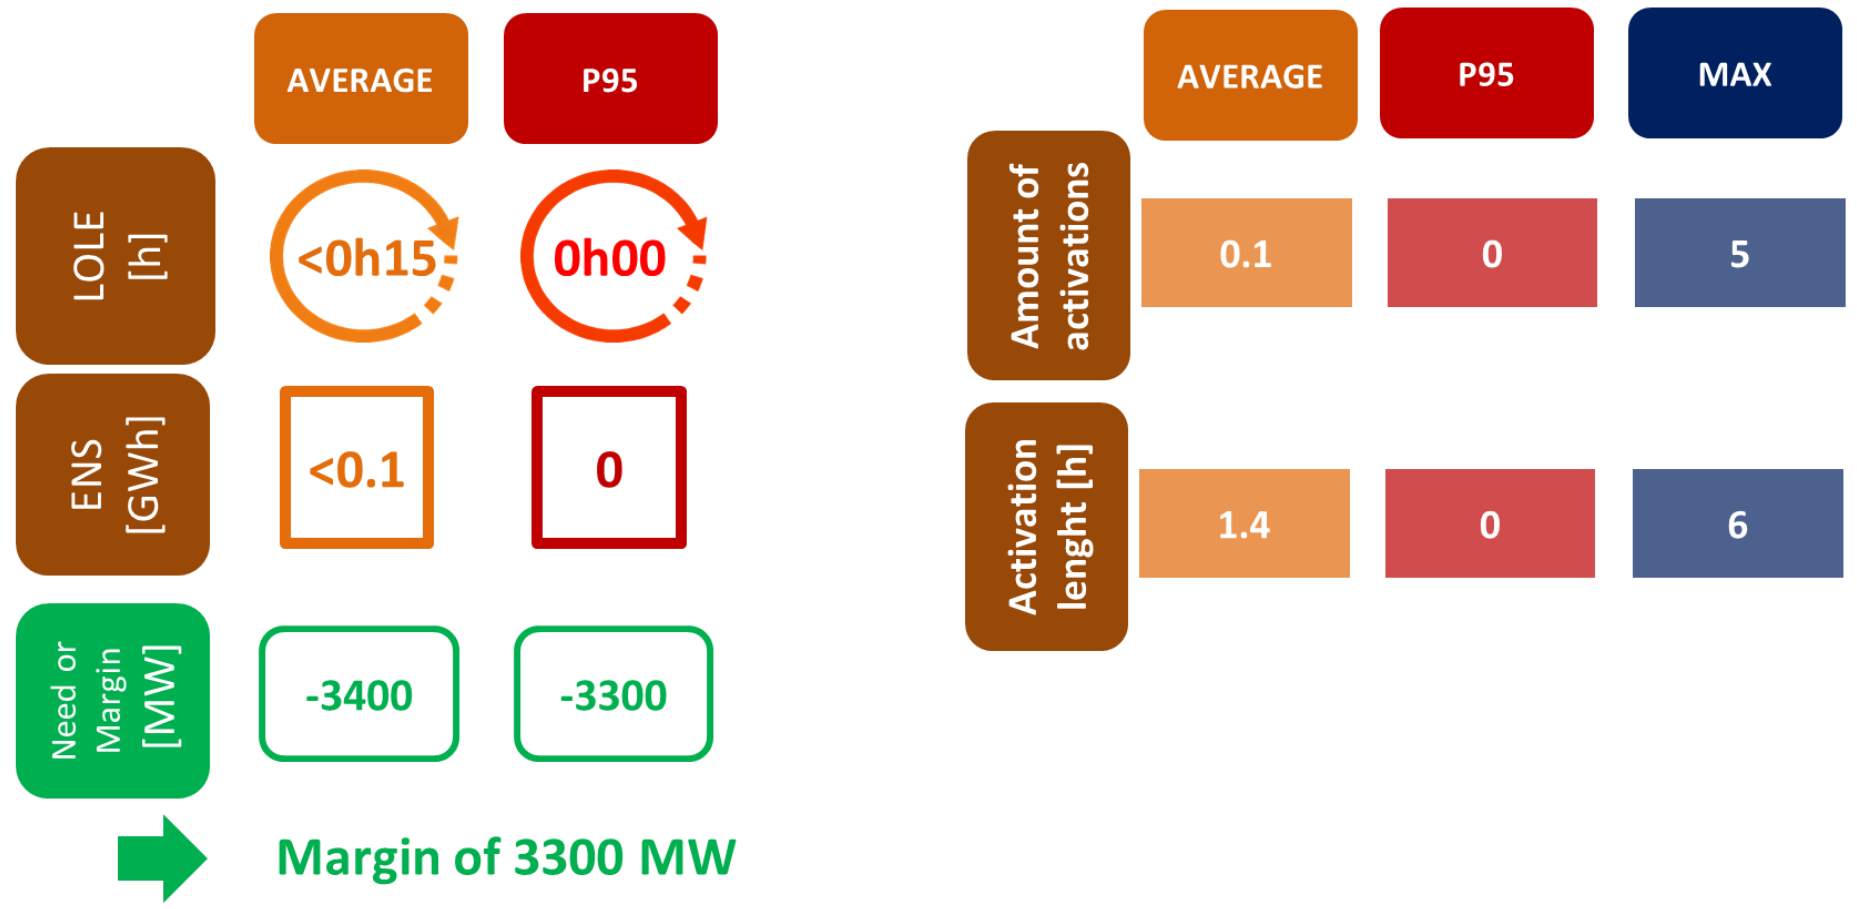 AVERAGE
P95
LOLE
[h]
<0h15
0h00
ENS
[GWh]
<0.1
0
Need or
Margin
[MW]
-3400
-3300
Margin of 3300 MW
AVERAGE
P95
MAX
Amount of
activations
0.1
0
5
Activation
lenght [h]
1.4
0
6